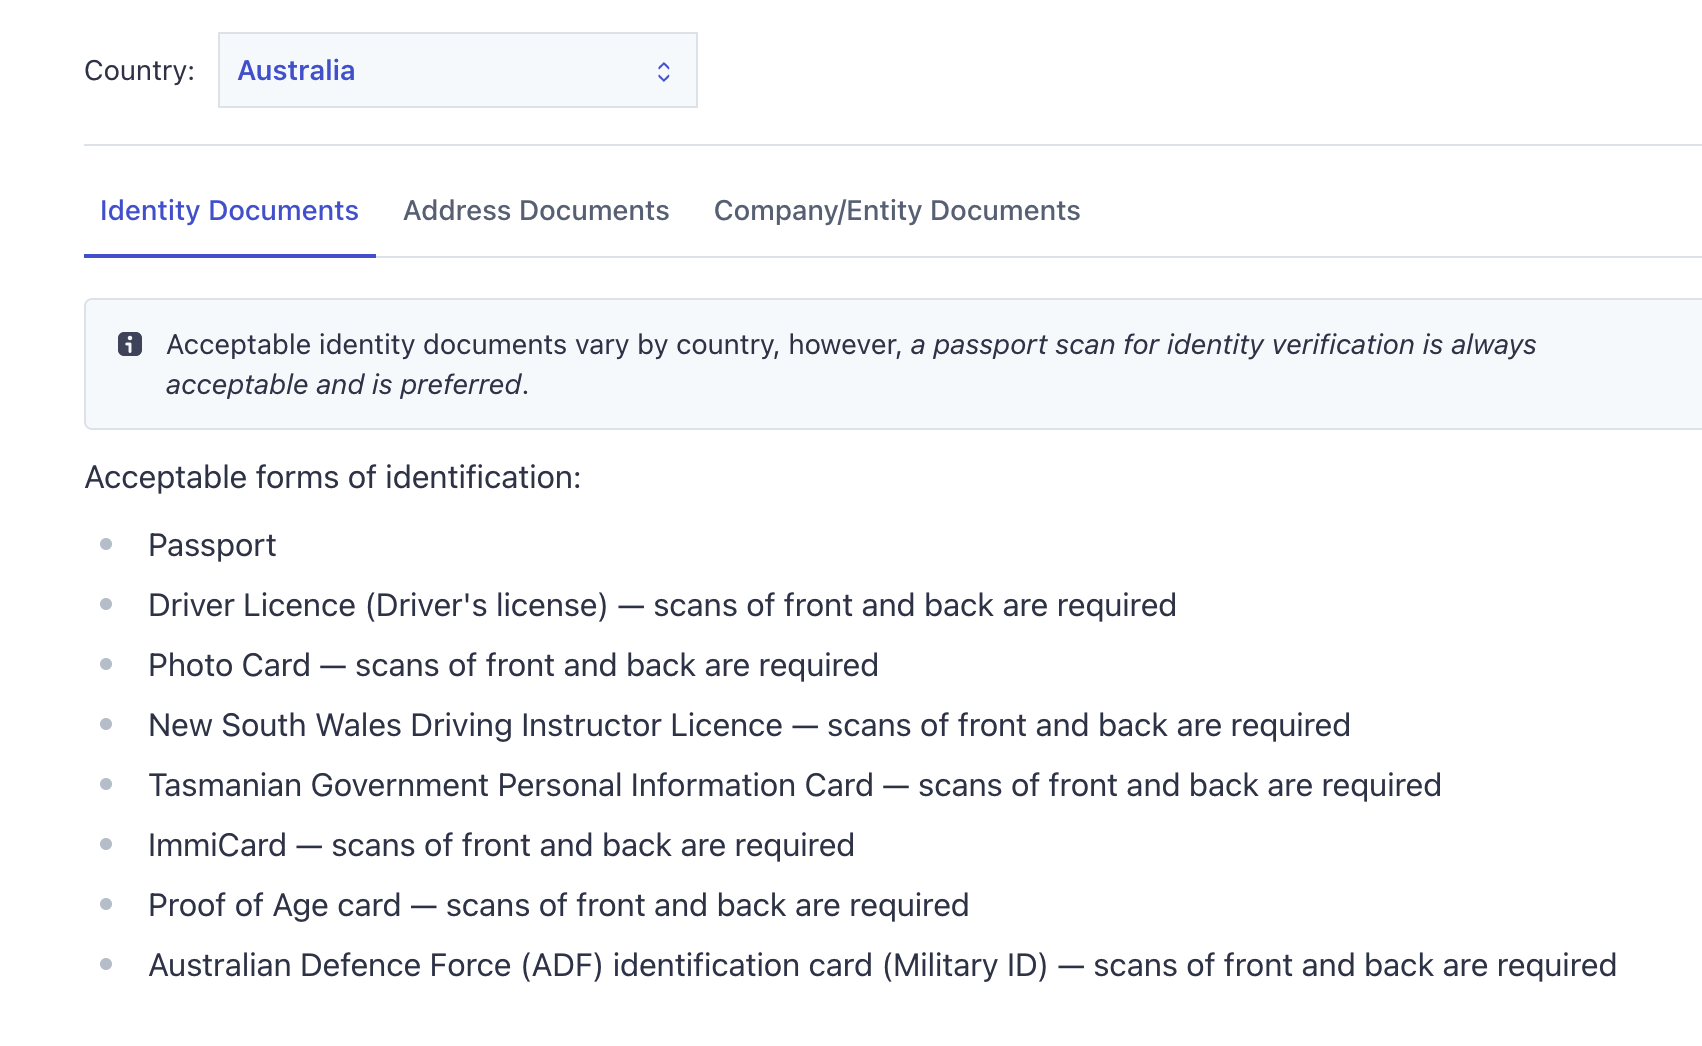 Country: Australia
Identity Documents Address Documents Company/Entity Documents
Acceptable identity documents vary by country, however, a passport scan for identity verification is always
acceptable and is preferred.
Acceptable forms of identification:
Passport
Driver Licence (Driver's license) — scans of front and back are required
Photo Card — scans of front and back are required
New South Wales Driving Instructor Licence — scans of front and back are required
Tasmanian Government Personal Information Card — scans of front and back are required
ImmiCard — scans of front and back are required
Proof of Age card — scans of front and back are required
Australian Defence Force (ADF) identification card (Military ID) — scans of front and back are required